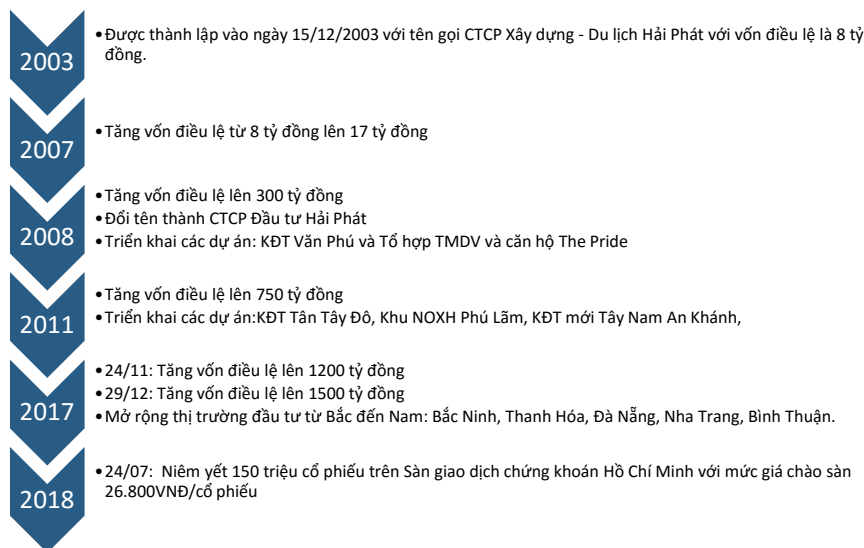 2003
•Được thành lập vào ngày 15/12/2003 với tên gọi CTCP Xây dựng - Du lịch Hải Phát với vốn điều lệ là 8 tỷ
đồng.
2007
•Tăng vốn điều lệ từ 8 tỷ đồng lên 17 tỷ đồng
2008
•Tăng vốn điều lệ lên 300 tỷ đồng
•Đổi tên thành CTCP Đầu tư Hải Phát
•Triển khai các dự án: KĐT Văn Phú và Tổ hợp TMDV và căn hộ The Pride
2011
•Tăng vốn điều lệ lên 750 tỷ đồng
•Triển khai các dự án:KĐT Tân Tây Đô, Khu NOXH Phú Lãm, KĐT mới Tây Nam An Khánh,
2017
•24/11: Tăng vốn điều lệ lên 1200 tỷ đồng
•29/12: Tăng vốn điều lệ lên 1500 tỷ đồng
•Mở rộng thị trường đầu tư từ Bắc đến Nam: Bắc Ninh, Thanh Hóa, Đà Nẵng, Nha Trang, Bình Thuận.
2018
•24/07: Niêm yết 150 triệu cổ phiếu trên Sàn giao dịch chứng khoán Hồ Chí Minh với mức giá chào sàn
26.800VNĐ/cổ phiếu